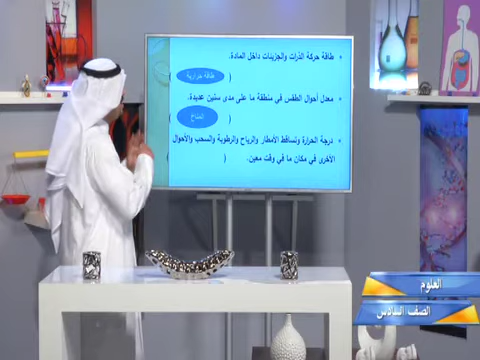 طاقة حركة الذرات والجزيئات داخل المادة.
( طاقة حرارية )
معدل أحوال الطقس في منطقة ما على مدى سنين عديدة.
( المناخ )
درجة الحرارة وتساقط الأمطار والرياح والرطوبة والسحب والأحوال
الأخرى في مكان ما في وقت معين. ( )
العلوم
الصف السادس